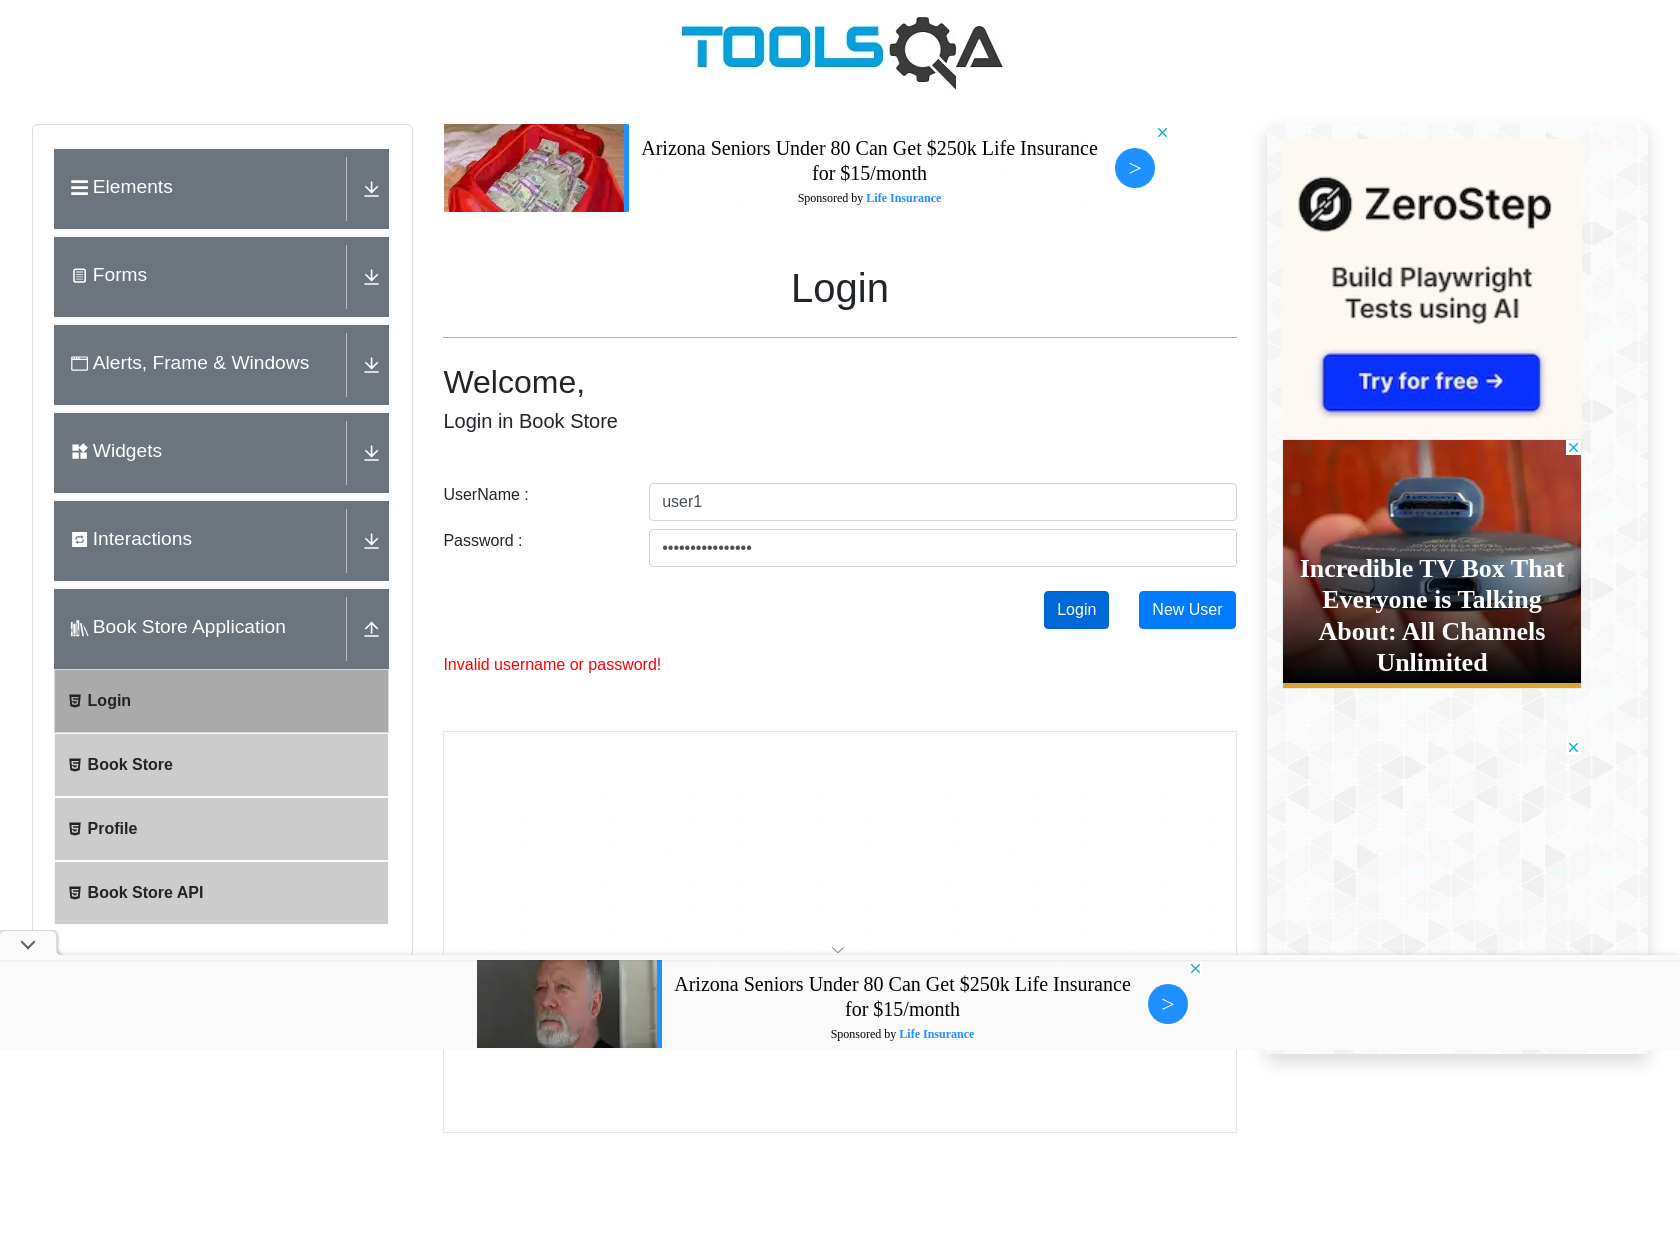 TOOLSQA
Elements
Forms
Alerts, Frame & Windows
Widgets
Interactions
Book Store Application
Login
Book Store
Profile
Book Store API
Arizona Seniors Under 80 Can Get $250k Life Insurance
for $15/month
Sponsored by Life Insurance
>
Login
Welcome,
Login in Book Store
UserName :
user1
Password :
••••••••••••••••
Login
New User
Invalid username or password!
ZeroStep
Build Playwright
Tests using AI
Try for free →
Incredible TV Box That
Everyone is Talking
About: All Channels
Unlimited
Arizona Seniors Under 80 Can Get $250k Life Insurance
for $15/month
Sponsored by Life Insurance
>